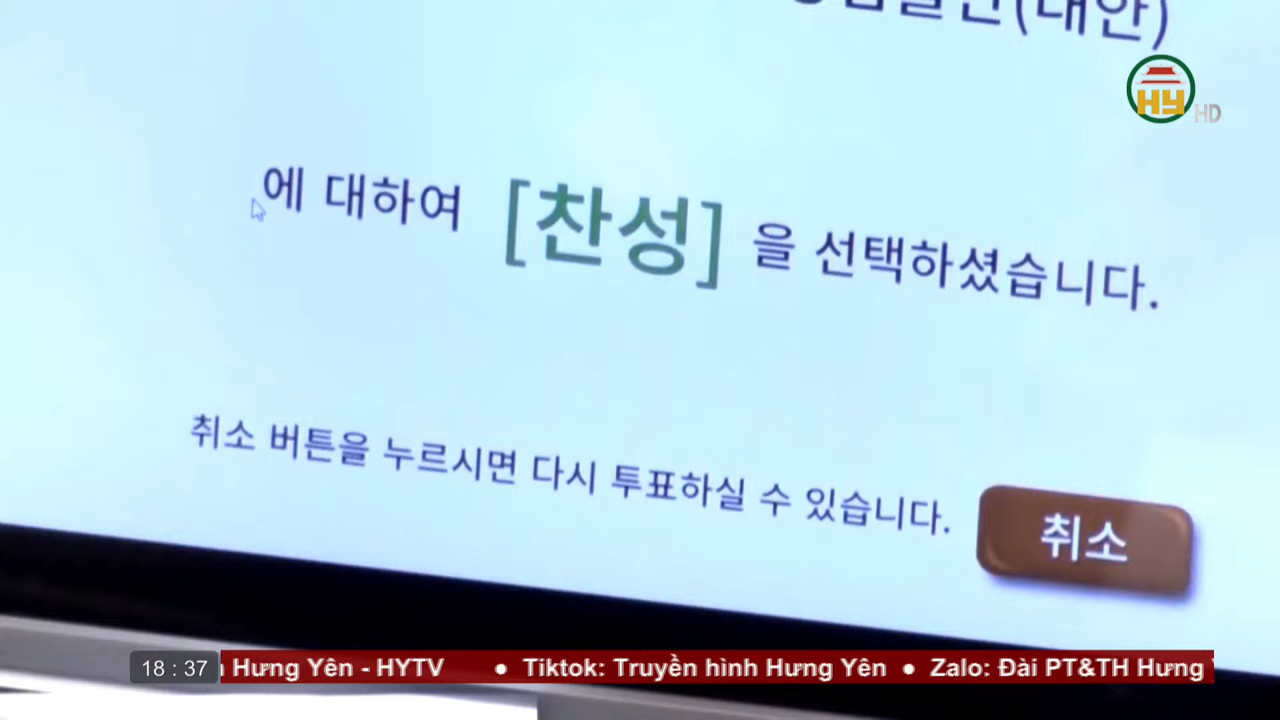 (대안)
HY HD
에 대하여 [찬성] 을 선택하셨습니다.
취소 버튼을 누르시면 다시 투표하실 수 있습니다.
취소
18 : 37 Hưng Yên - HYTV ● Tiktok: Truyền hình Hưng Yên ● Zalo: Đài PT&TH Hưng